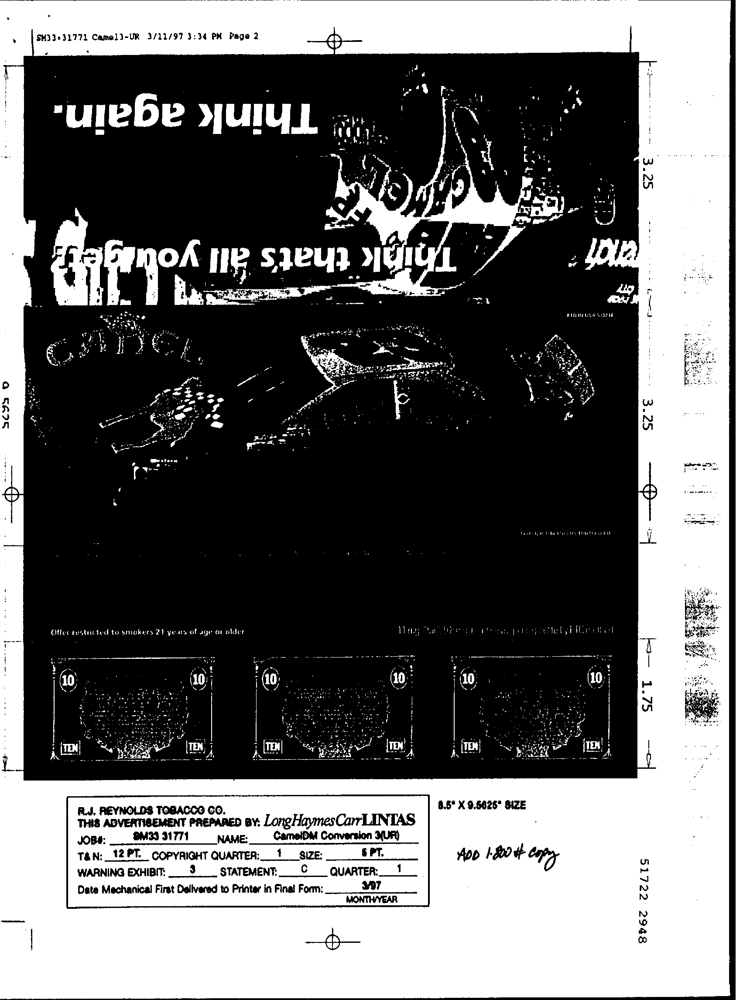 SM33-31771 Camel3-UR 3/11/97 3:34 PM Page 2
Think again.
Think that's all you get?
CAMEL
3.25
3.25
1.75
9.5625
CAMEL
Offer restricted to smokers 21 years of age or older
10 10 10 10 10 10
TEN TEN TEN TEN TEN TEN
R.J. REYNOLDS TOBACCO CO.
THIS ADVERTISEMENT PREPARED BY: LongHaymesCarrLINTAS
JOB#: SM33 31771 NAME: CamelDM Conversion 3(UR)
T&N: 12 PT. COPYRIGHT QUARTER: 1 SIZE: 6 PT.
WARNING EXHIBIT: 3 STATEMENT: C QUARTER: 1
Date Mechanical First Delivered to Printer in Final Form: 3/97
MONTH/YEAR
8.5" X 9.5625" SIZE
ADD 1-800 # copy
51722 2948